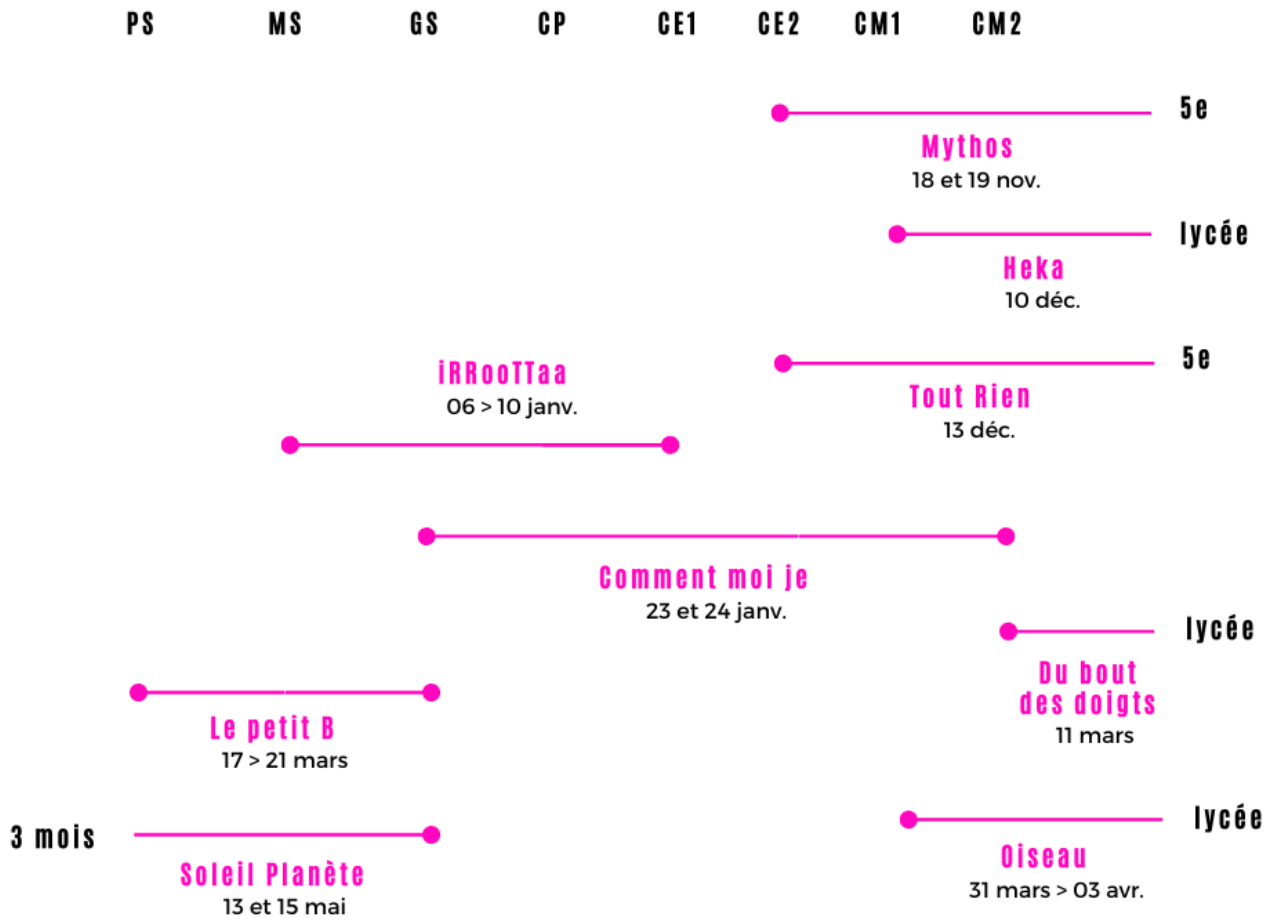 PS MS GS CP CE1 CE2 CM1 CM2
5e
Mythos
18 et 19 nov.
lycée
Heka
10 déc.
5e
Tout Rien
13 déc.
iRRooTTaa
06 > 10 janv.
Comment moi je
23 et 24 janv.
lycée
Du bout
des doigts
11 mars
Le petit B
17 > 21 mars
3 mois
Soleil Planète
13 et 15 mai
lycée
Oiseau
31 mars > 03 avr.